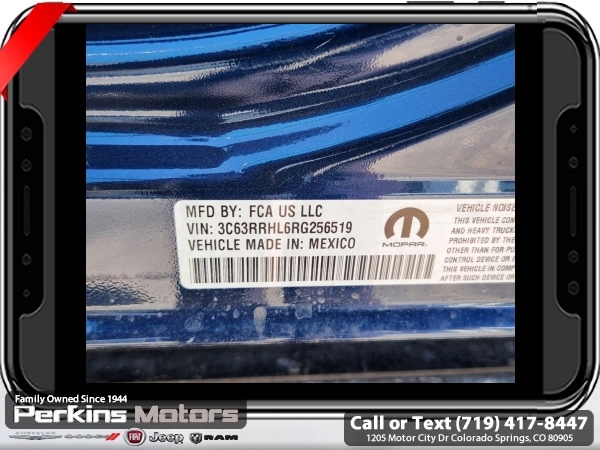 MFD BY: FCA US LLC
VIN: 3C63RRHL6RG256519
VEHICLE MADE IN: MEXICO
MOPAR
VEHICLE NOISE
AND HEAVY TRUCK
PROHIBITED BY THE
OTHER THAN FOR PU
CONTROL DEVICE OR E
THIS VEHICLE IN COMP
AFTER SUCH DEVICE OR
Family Owned Since 1944
Perkins Motors
CHRYSLER
DODGE
FIAT
Jeep
RAM
Call or Text (719) 417-8447
1205 Motor City Dr Colorado Springs, CO 80905